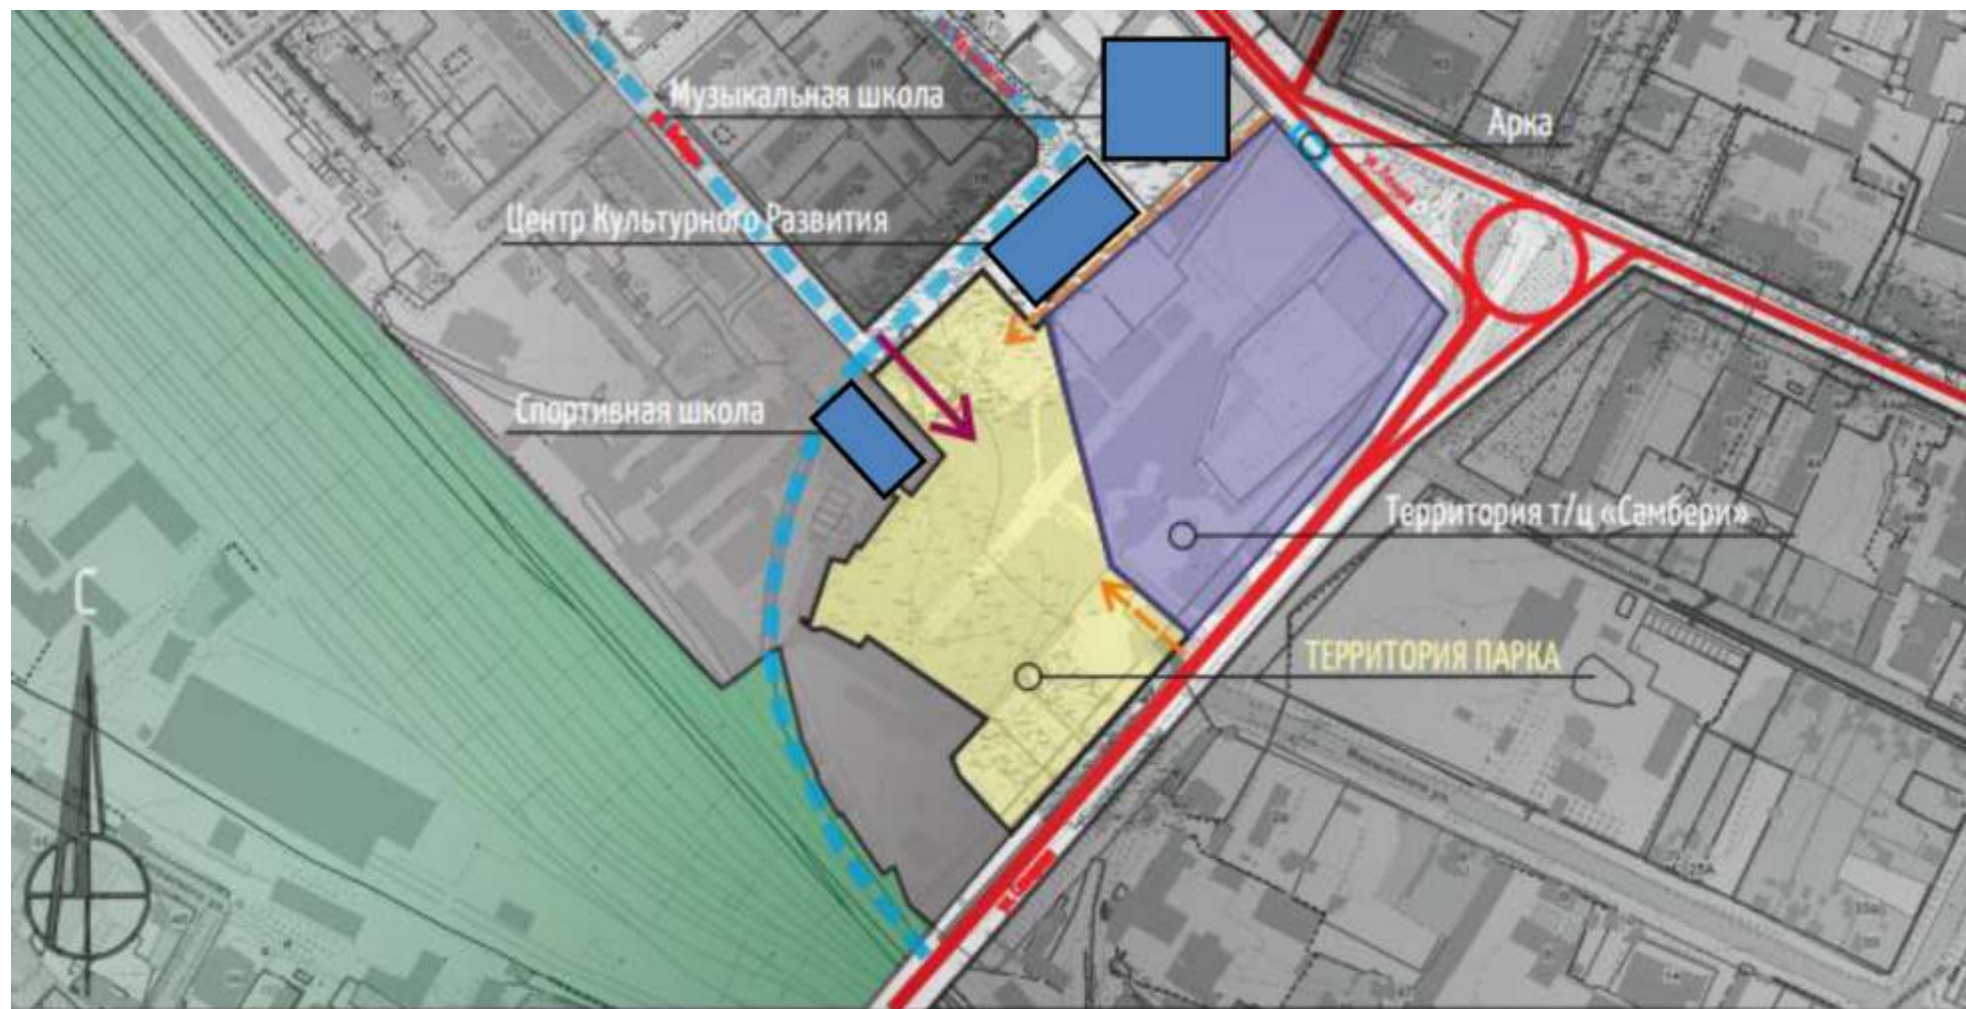 Музыкальная школа
Арка
Центр Культурного Развития
Спортивная школа
Территория т/ц «Самбери»
С
ТЕРРИТОРИЯ ПАРКА